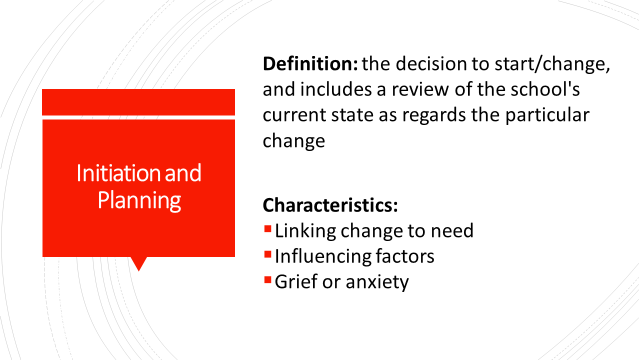 Initiation and
Planning
Definition: the decision to start/change,
and includes a review of the school's
current state as regards the particular
change
Characteristics:
▪Linking change to need
▪Influencing factors
▪Grief or anxiety